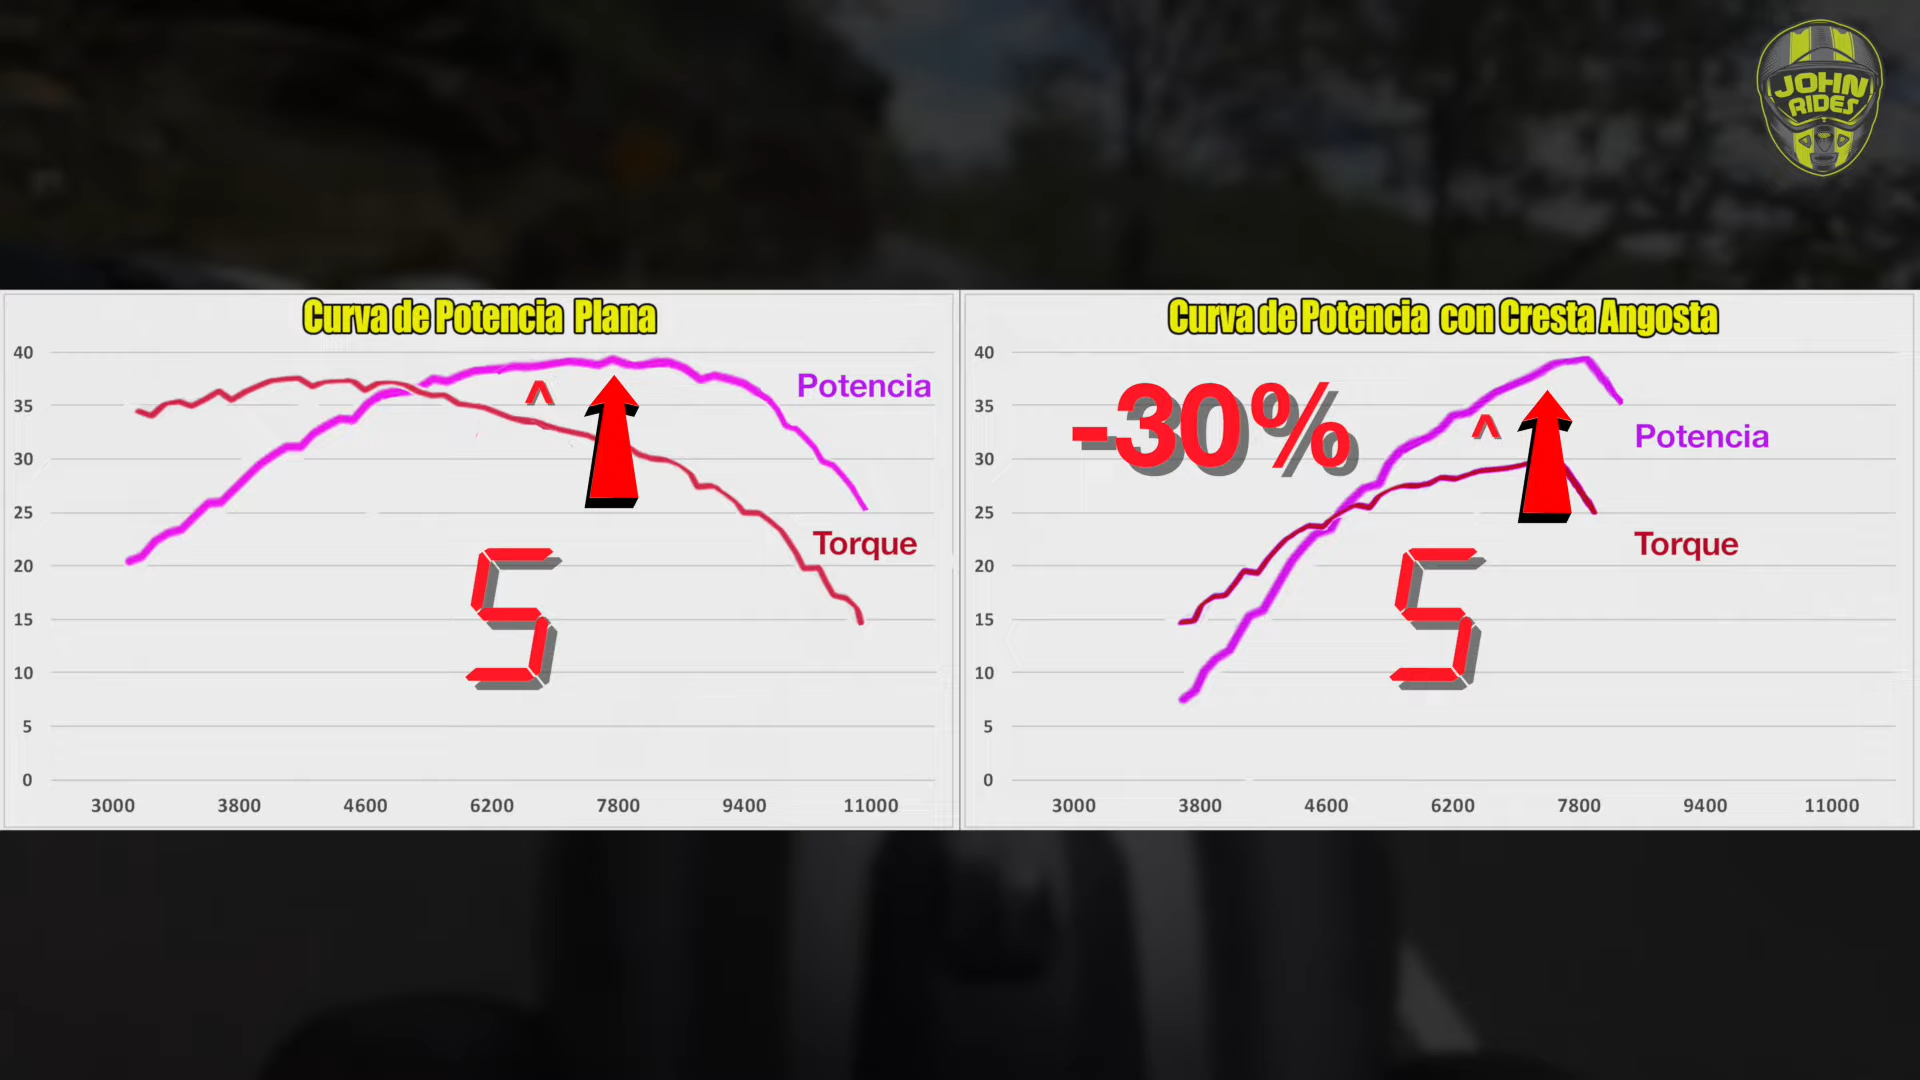 JOHN
RIDES
Curva de Potencia Plana
40
35
30
25
20
15
10
5
0
^
Potencia
Torque
5
3000 3800 4600 6200 7800 9400 11000
Curva de Potencia con Cresta Angosta
40
35
30
25
20
15
10
5
0
-30%
^
Potencia
Torque
5
3000 3800 4600 6200 7800 9400 11000